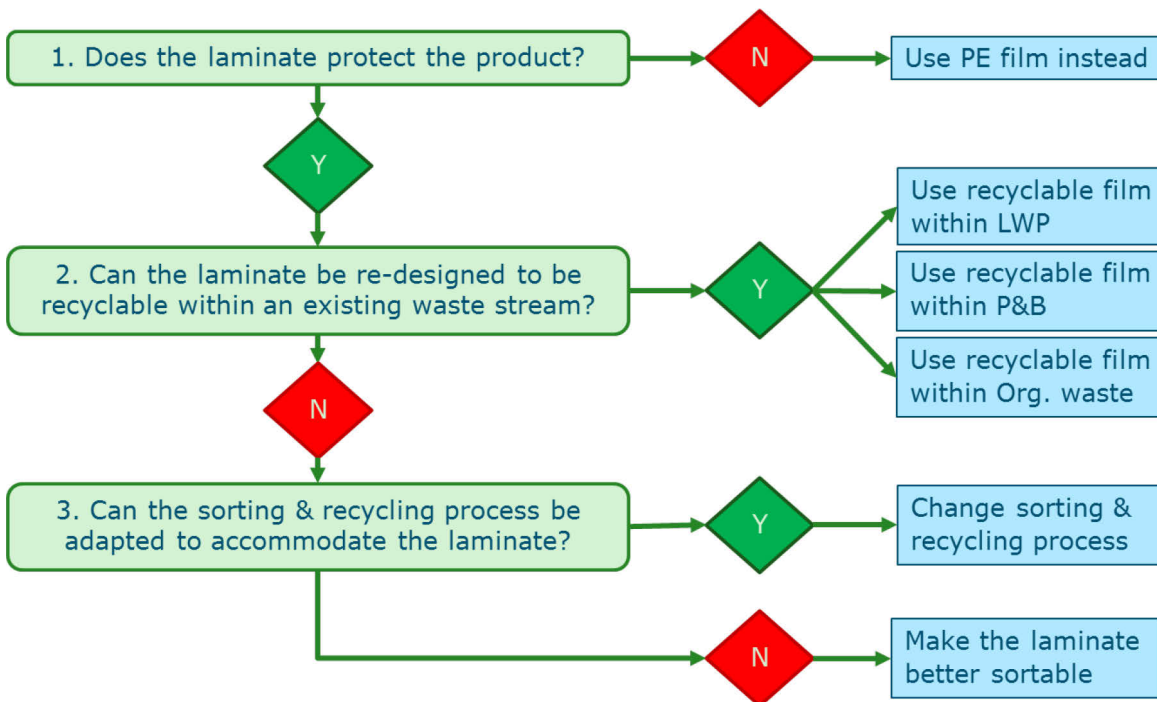 1. Does the laminate protect the product?
N
Use PE film instead
Y
Use recyclable film
within LWP
2. Can the laminate be re-designed to be
recyclable within an existing waste stream?
Y
Use recyclable film
within P&B
Use recyclable film
within Org. waste
N
3. Can the sorting & recycling process be
adapted to accommodate the laminate?
Y
Change sorting &
recycling process
N
Make the laminate
better sortable